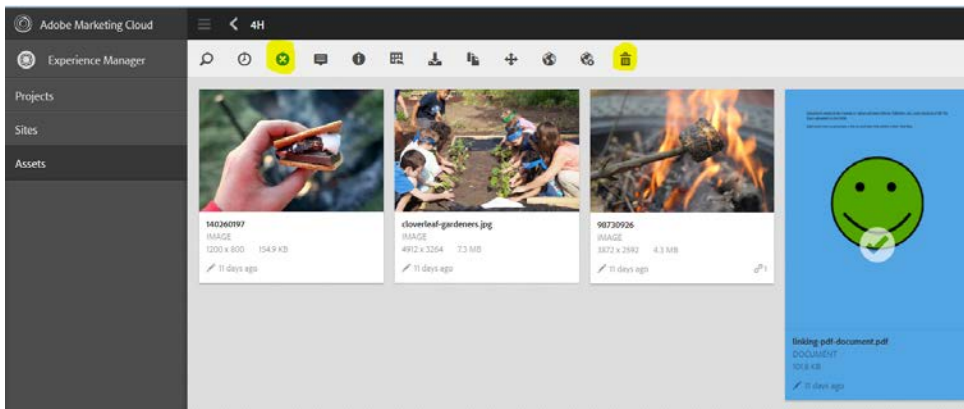 Adobe Marketing Cloud
4H
Experience Manager
Projects
Sites
Assets
140260197
IMAGE
1200 x 800 154.9 KB
11 days ago
cloverleaf-gardeners.jpg
IMAGE
4912 x 3264 7.3 MB
11 days ago
98730926
IMAGE
3872 x 2592 4.3 MB
11 days ago
1
linking-pdf-document.pdf
DOCUMENT
101.8 KB
11 days ago